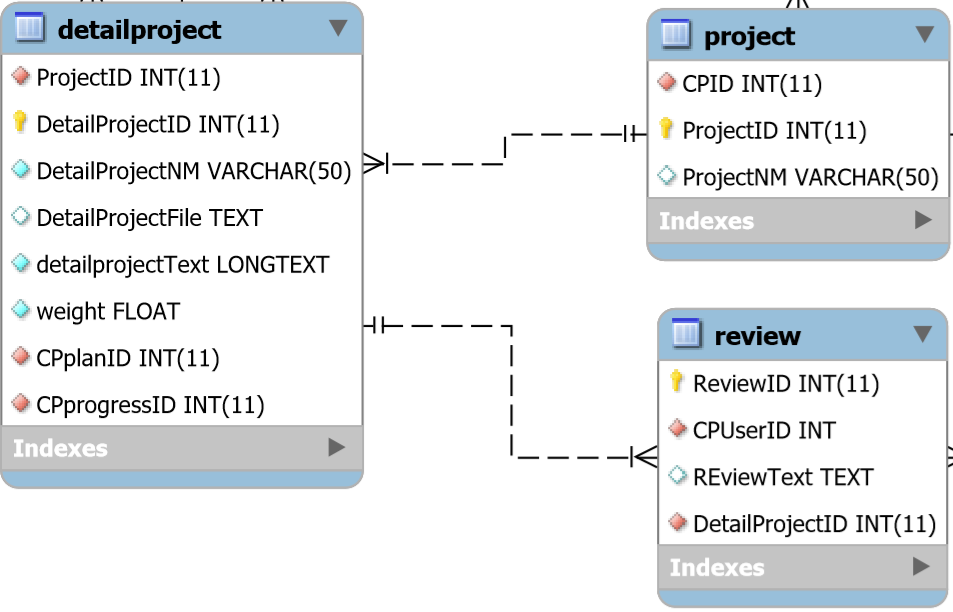 detailproject
ProjectID INT(11)
DetailProjectID INT(11)
DetailProjectNM VARCHAR(50)
DetailProjectFile TEXT
detailprojectText LONGTEXT
weight FLOAT
CPplanID INT(11)
CPprogressID INT(11)
Indexes
project
CPID INT(11)
ProjectID INT(11)
ProjectNM VARCHAR(50)
Indexes
review
ReviewID INT(11)
CPUserID INT
REviewText TEXT
DetailProjectID INT(11)
Indexes